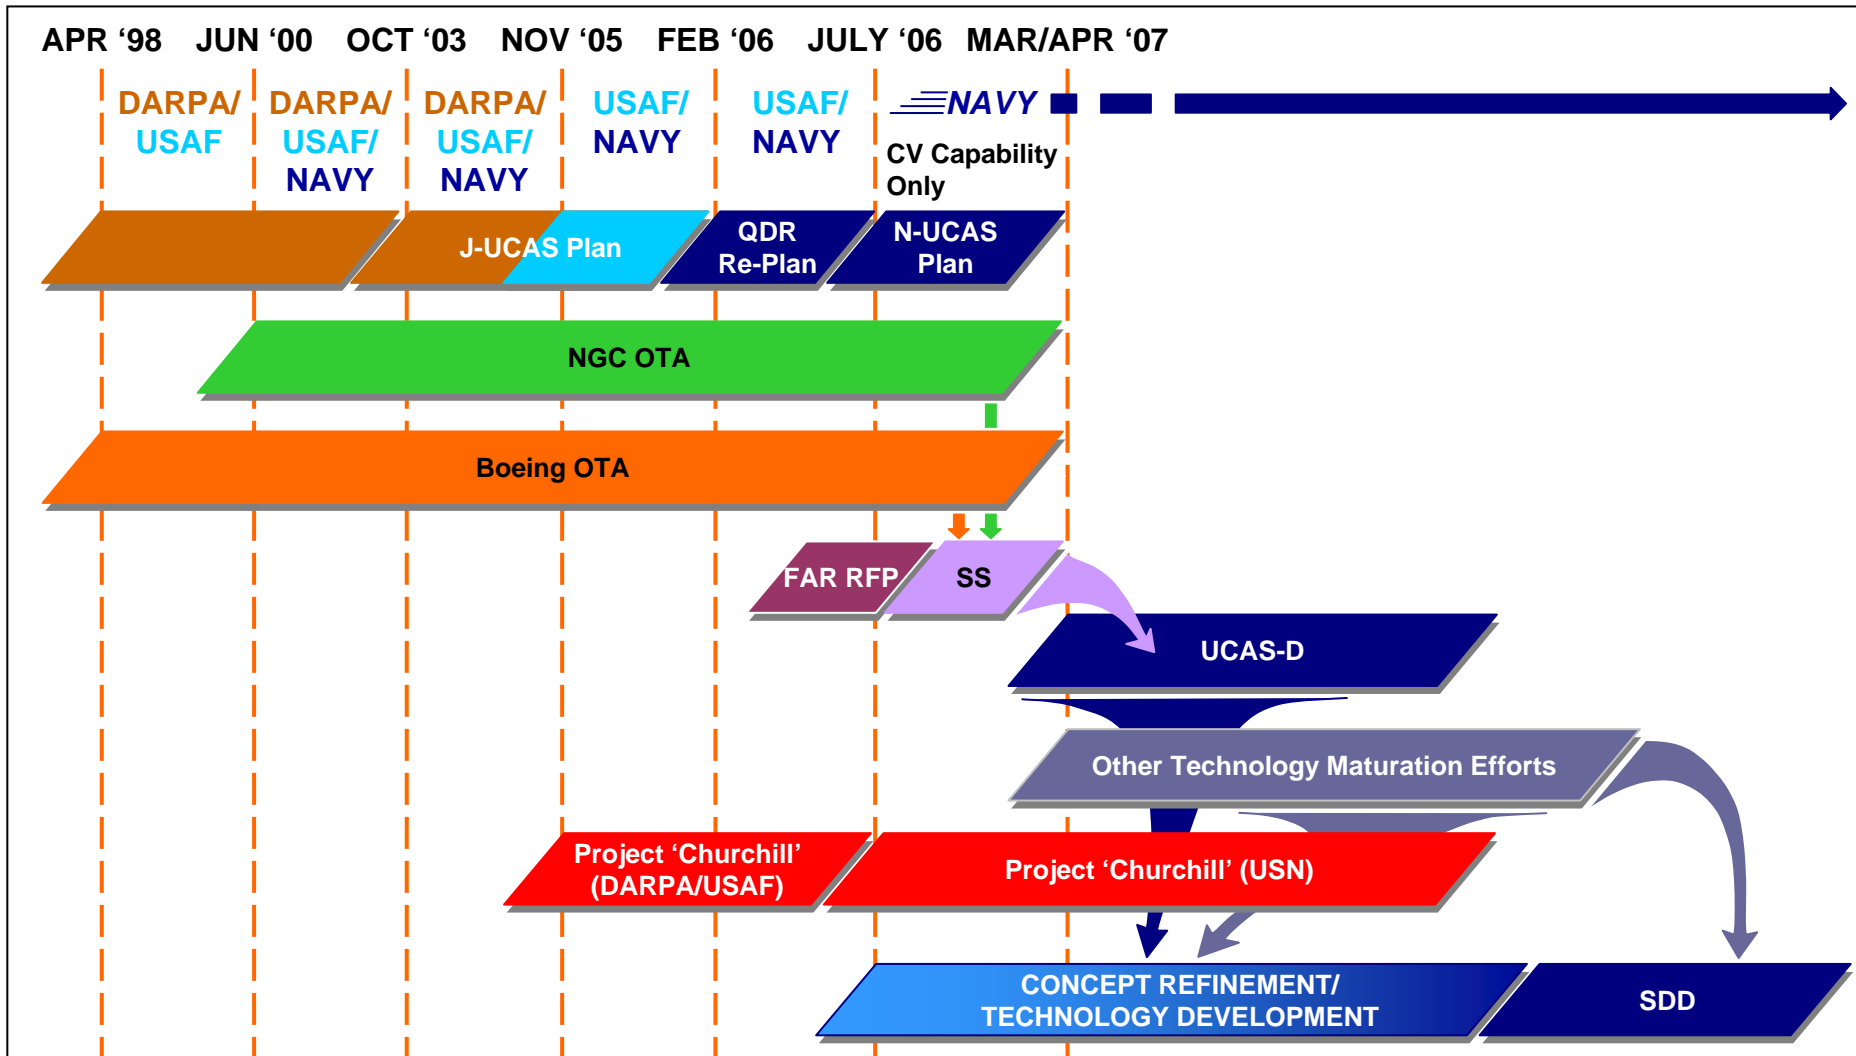 APR ‘98 JUN ‘00 OCT ‘03 NOV ‘05 FEB ‘06 JULY ‘06 MAR/APR ‘07
DARPA/
USAF
DARPA/
USAF/
NAVY
DARPA/
USAF/
NAVY
USAF/
NAVY
USAF/
NAVY
NAVY
CV Capability
Only
J-UCAS Plan
QDR
Re-Plan
N-UCAS
Plan
NGC OTA
Boeing OTA
FAR RFP
SS
UCAS-D
Other Technology Maturation Efforts
Project ‘Churchill’
(DARPA/USAF)
Project ‘Churchill’ (USN)
CONCEPT REFINEMENT/
TECHNOLOGY DEVELOPMENT
SDD